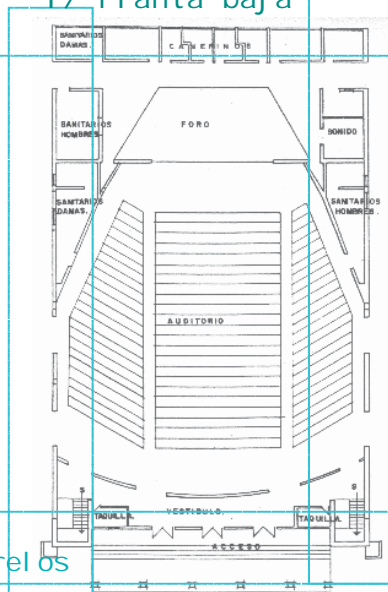 17 Planta baja
SANITARIOS
DAMAS.
CAMERINOS
SANITARIOS
HOMBRES.
FORO
SONIDO
SANITARIOS
DAMAS.
SANITARIOS
HOMBRES.
AUDITORIO
S
S
TAQUILLA.
VESTIBULO.
TAQUILLA.
ACCESO
relos